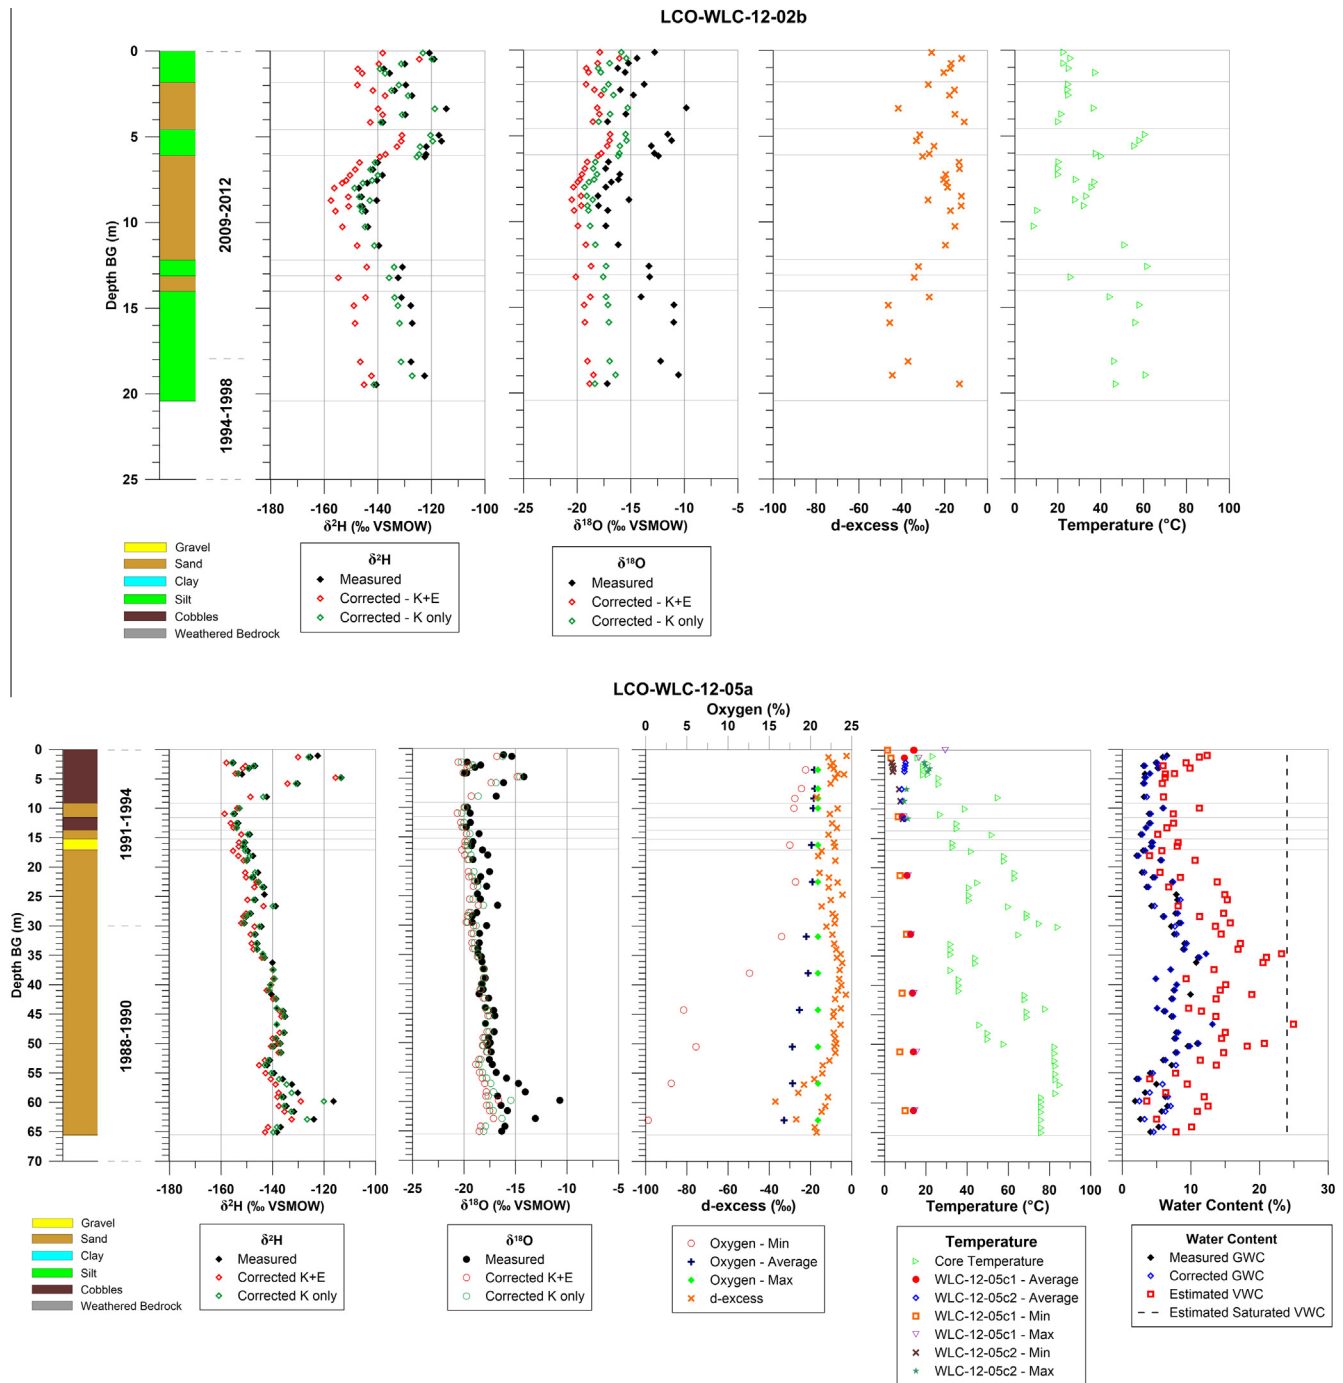 LCO-WLC-12-02b
0
5
10
15
20
25
Depth BG (m)
2009-2012
1994-1998
-180 -160 -140 -120 -100
δ²H (‰ VSMOW)
-25 -20 -15 -10 -5
δ¹⁸O (‰ VSMOW)
-100 -80 -60 -40 -20 0
d-excess (‰)
0 20 40 60 80 100
Temperature (°C)
Gravel
Sand
Clay
Silt
Cobbles
Weathered Bedrock
δ²H
Measured
Corrected - K+E
Corrected - K only
δ¹⁸O
Measured
Corrected - K+E
Corrected - K only
LCO-WLC-12-05a
Oxygen (%)
0 5 10 15 20 25
0
5
10
15
20
25
30
35
40
45
50
55
60
65
70
Depth BG (m)
1991-1994
1988-1990
-180 -160 -140 -120 -100
δ²H (‰ VSMOW)
-25 -20 -15 -10 -5
δ¹⁸O (‰ VSMOW)
-100 -80 -60 -40 -20 0
d-excess (‰)
0 20 40 60 80 100
Temperature (°C)
0 5 10 15 20 25 30
Water Content (%)
Gravel
Sand
Clay
Silt
Cobbles
Weathered Bedrock
δ²H
Measured
Corrected K+E
Corrected K only
δ¹⁸O
Measured
Corrected K+E
Corrected K only
Oxygen - Min
Oxygen - Average
Oxygen - Max
d-excess
Temperature
Core Temperature
WLC-12-05c1 - Average
WLC-12-05c2 - Average
WLC-12-05c1 - Min
WLC-12-05c1 - Max
WLC-12-05c2 - Min
WLC-12-05c2 - Max
Water Content
Measured GWC
Corrected GWC
Estimated VWC
Estimated Saturated VWC